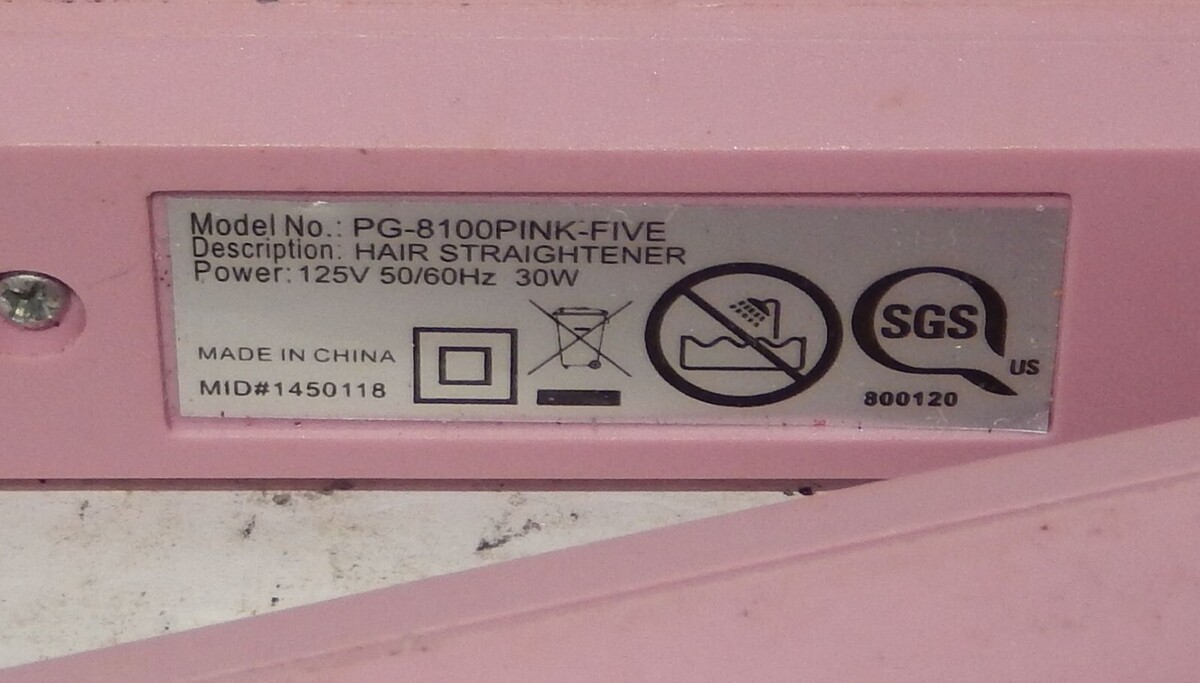 Model No.: PG-8100PINK-FIVE
Description: HAIR STRAIGHTENER
Power: 125V 50/60Hz 30W
MADE IN CHINA
MID#1450118
SGS
US
800120